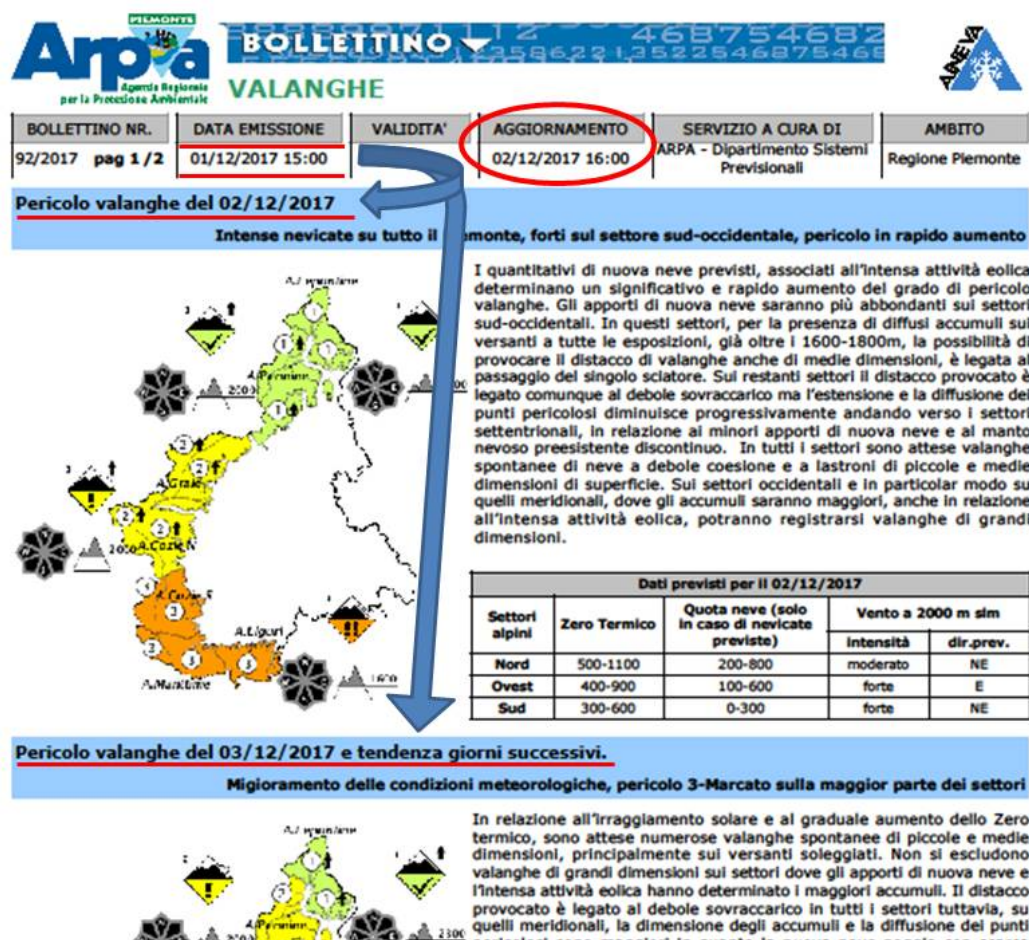 PIEMONTE
Arpa
Agenzia Regionale
per la Protezione Ambientale
BOLLETTINO
VALANGHE
AINEVA
BOLLETTINO NR.
DATA EMISSIONE
VALIDITA'
AGGIORNAMENTO
SERVIZIO A CURA DI
AMBITO
92/2017 pag 1/2
01/12/2017 15:00
02/12/2017 16:00
ARPA - Dipartimento Sistemi
Previsionali
Regione Piemonte
Pericolo valanghe del 02/12/2017
Intense nevicate su tutto il monte, forti sul settore sud-occidentale, pericolo in rapido aumento
I quantitativi di nuova neve previsti, associati all'intensa attività eolica
determinano un significativo e rapido aumento del grado di pericolo
valanghe. Gli apporti di nuova neve saranno più abbondanti sui settori
sud-occidentali. In questi settori, per la presenza di diffusi accumuli sui
versanti a tutte le esposizioni, già oltre i 1600-1800m, la possibilità di
provocare il distacco di valanghe anche di medie dimensioni, è legata al
passaggio del singolo sciatore. Sui restanti settori il distacco provocato è
legato comunque al debole sovraccarico ma l'estensione e la diffusione dei
punti pericolosi diminuisce progressivamente andando verso i settori
settentrionali, in relazione ai minori apporti di nuova neve e al manto
nevoso preesistente discontinuo. In tutti i settori sono attese valanghe
spontanee di neve a debole coesione e a lastroni di piccole e medie
dimensioni di superficie. Sui settori occidentali e in particolar modo su
quelli meridionali, dove gli accumuli saranno maggiori, anche in relazione
all'intensa attività eolica, potranno registrarsi valanghe di grandi
dimensioni.
A.Lepontine
A.Pennine
A.Graie
A.Cozie N
A.Cozie S
A.Liguri
A.Marittime
2000
2000
1600
Dati previsti per il 02/12/2017
Settori
alpini
Zero Termico
Quota neve (solo
in caso di nevicate
previste)
Vento a 2000 m slm
intensità
dir.prev.
Nord 500-1100 200-800 moderato NE
Ovest 400-900 100-600 forte E
Sud 300-600 0-300 forte NE
Pericolo valanghe del 03/12/2017 e tendenza giorni successivi.
Migioramento delle condizioni meteorologiche, pericolo 3-Marcato sulla maggior parte dei settori
In relazione all'irraggiamento solare e al graduale aumento dello Zero
termico, sono attese numerose valanghe spontanee di piccole e medie
dimensioni, principalmente sui versanti soleggiati. Non si escludono
valanghe di grandi dimensioni sui settori dove gli apporti di nuova neve e
l'intensa attività eolica hanno determinato i maggiori accumuli. Il distacco
provocato è legato al debole sovraccarico in tutti i settori tuttavia, su
quelli meridionali, la dimensione degli accumuli e la diffusione dei punti
A.Lepontine
A.Pennine
2300